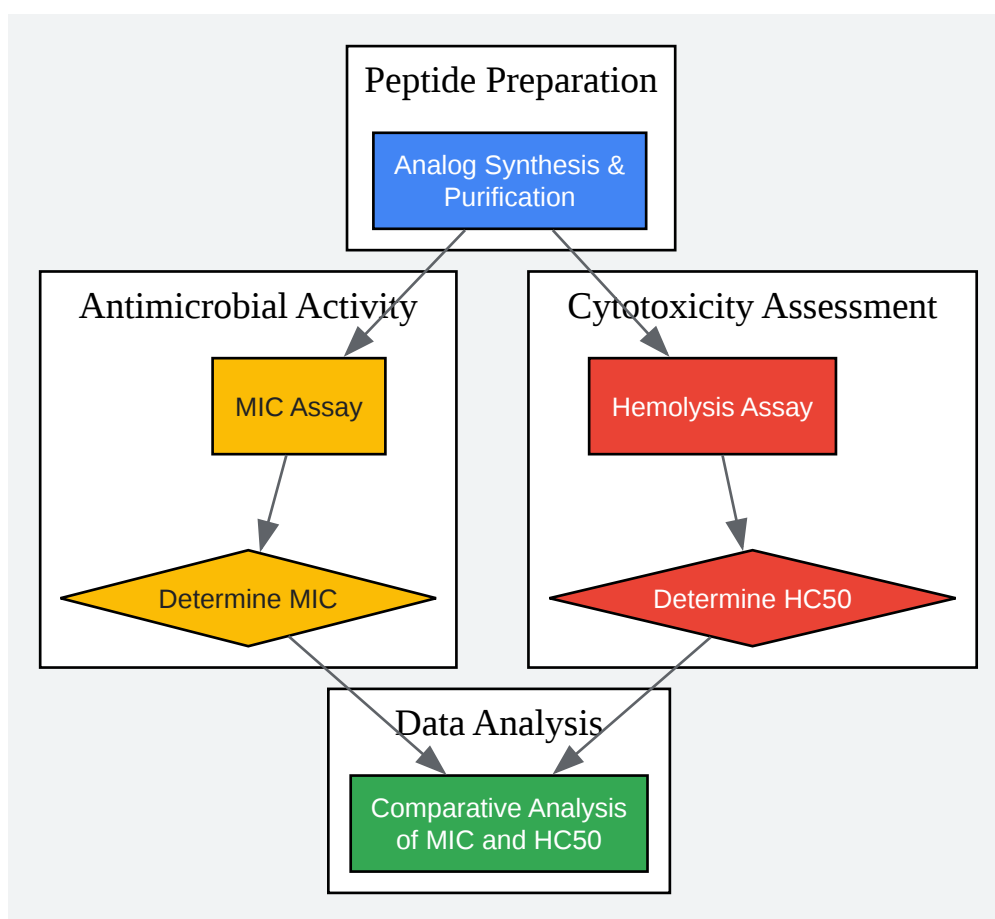 Peptide Preparation
Analog Synthesis &
Purification
Antimicrobial Activity
MIC Assay
Determine MIC
Cytotoxicity Assessment
Hemolysis Assay
Determine HC50
Data Analysis
Comparative Analysis
of MIC and HC50